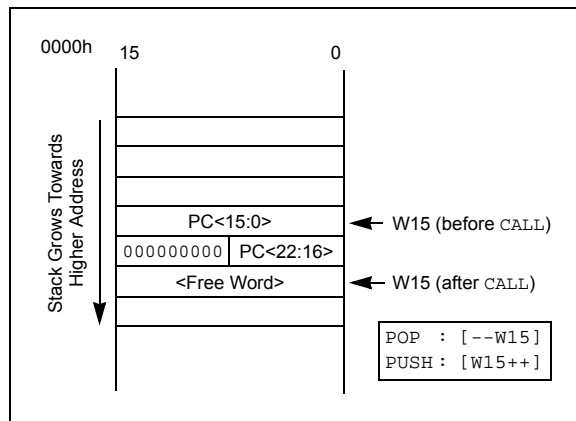 0000h
15 0
Stack Grows Towards
Higher Address
PC<15:0>
W15 (before CALL)
000000000 PC<22:16>
<Free Word>
W15 (after CALL)
POP : [--W15]
PUSH : [W15++]